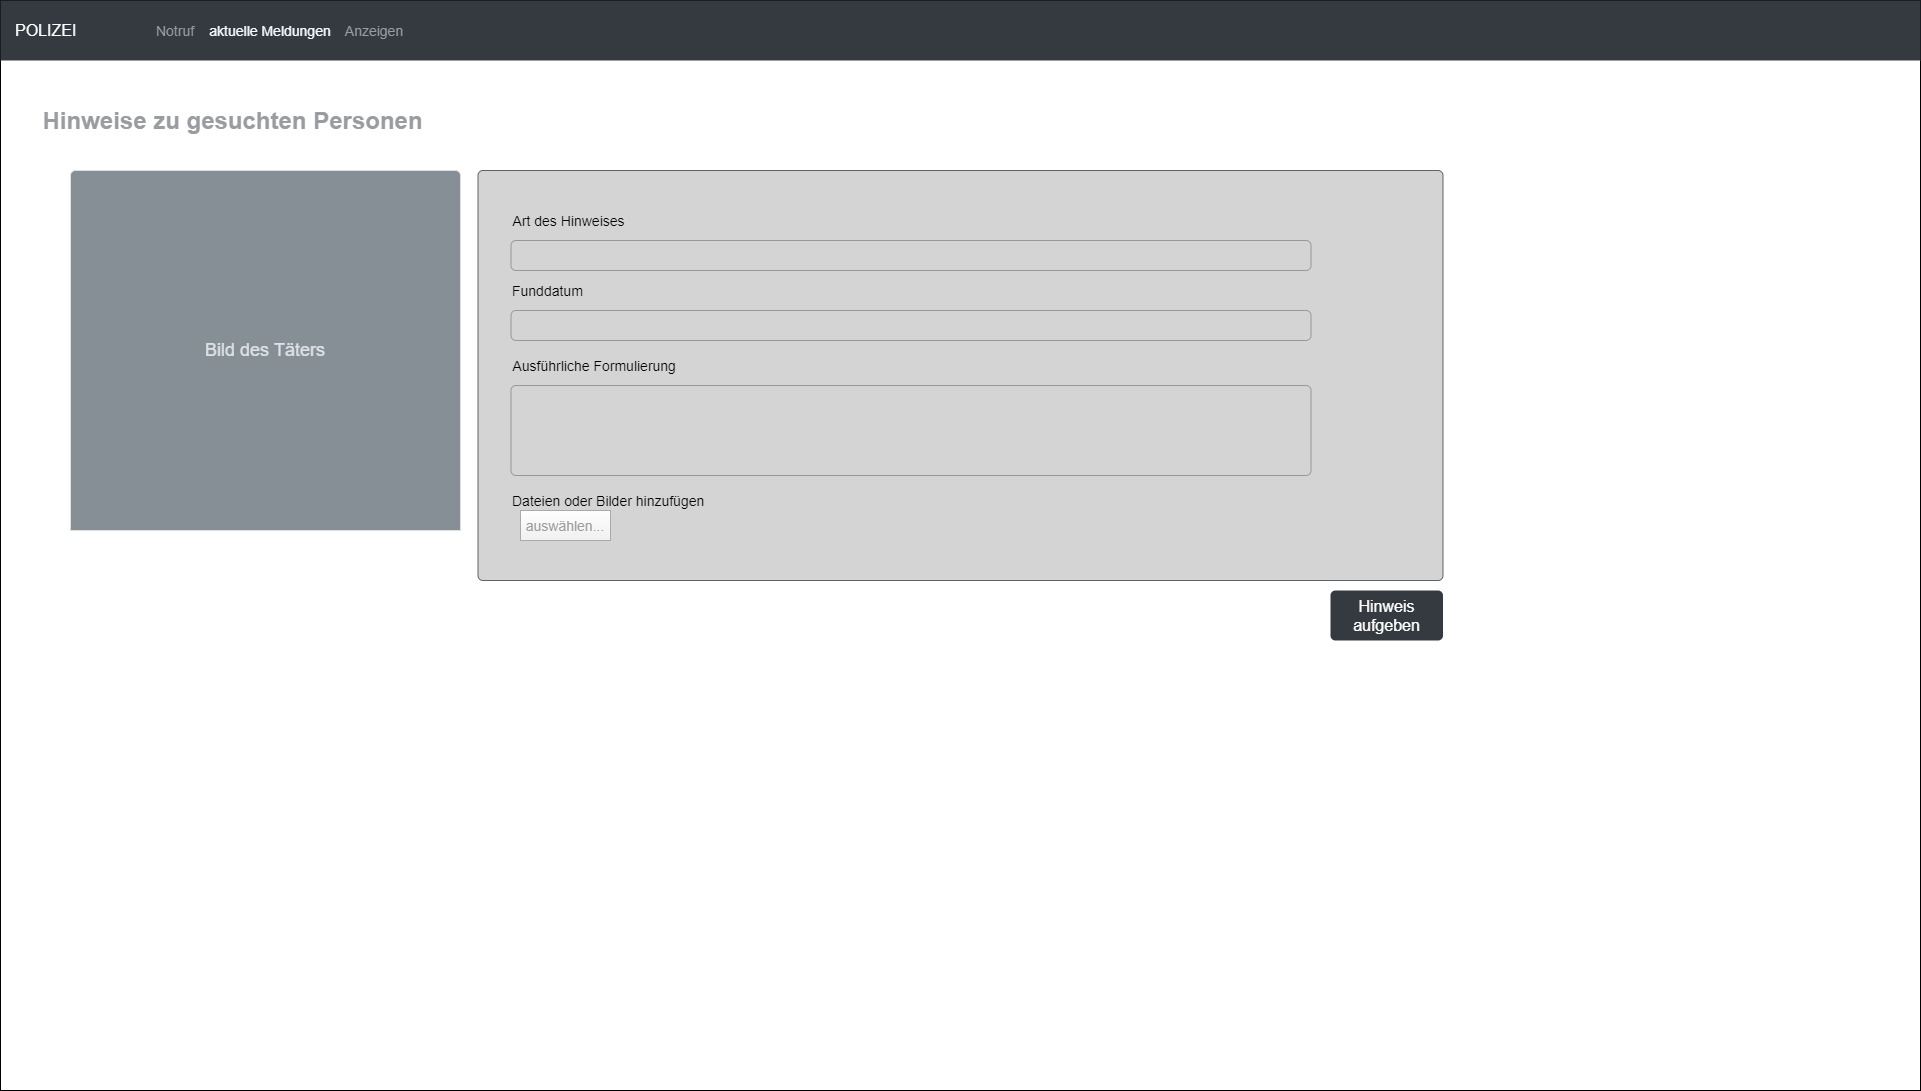 POLIZEI Notruf aktuelle Meldungen Anzeigen
Hinweise zu gesuchten Personen
Bild des Täters
Art des Hinweises
Funddatum
Ausführliche Formulierung
Dateien oder Bilder hinzufügen
auswählen...
Hinweis
aufgeben